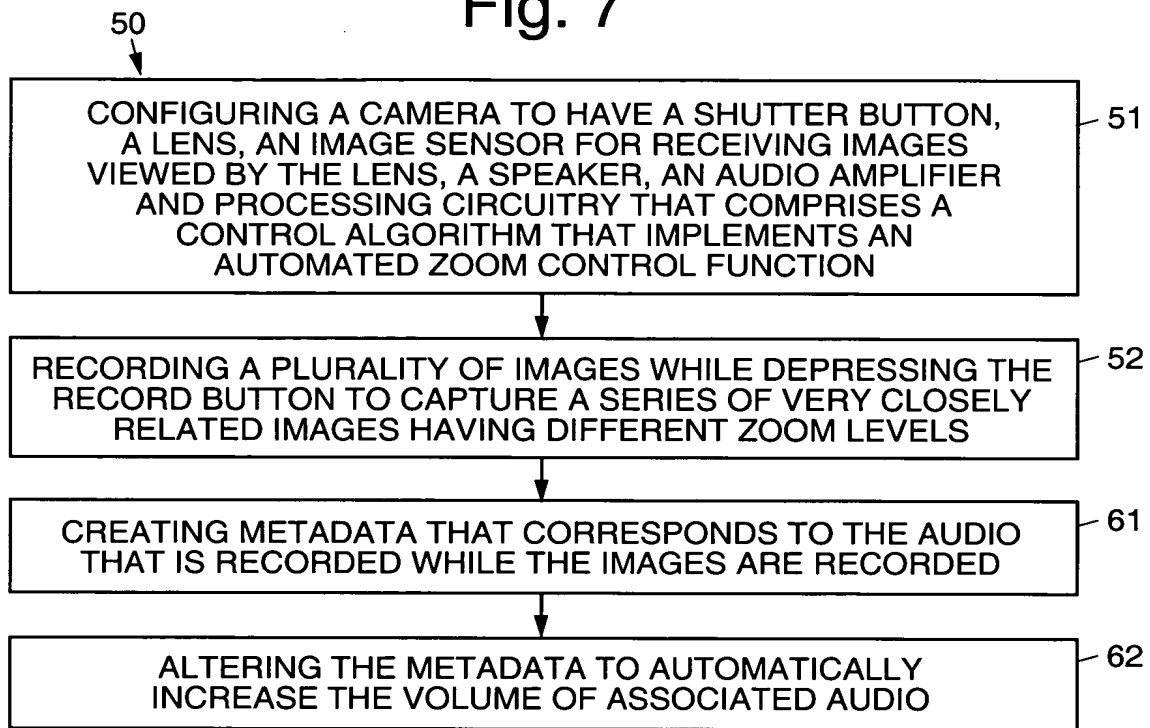 Fig. 7
50
CONFIGURING A CAMERA TO HAVE A SHUTTER BUTTON,
A LENS, AN IMAGE SENSOR FOR RECEIVING IMAGES
VIEWED BY THE LENS, A SPEAKER, AN AUDIO AMPLIFIER
AND PROCESSING CIRCUITRY THAT COMPRISES A
CONTROL ALGORITHM THAT IMPLEMENTS AN
AUTOMATED ZOOM CONTROL FUNCTION
51
RECORDING A PLURALITY OF IMAGES WHILE DEPRESSING THE
RECORD BUTTON TO CAPTURE A SERIES OF VERY CLOSELY
RELATED IMAGES HAVING DIFFERENT ZOOM LEVELS
52
CREATING METADATA THAT CORRESPONDS TO THE AUDIO
THAT IS RECORDED WHILE THE IMAGES ARE RECORDED
61
ALTERING THE METADATA TO AUTOMATICALLY
INCREASE THE VOLUME OF ASSOCIATED AUDIO
62